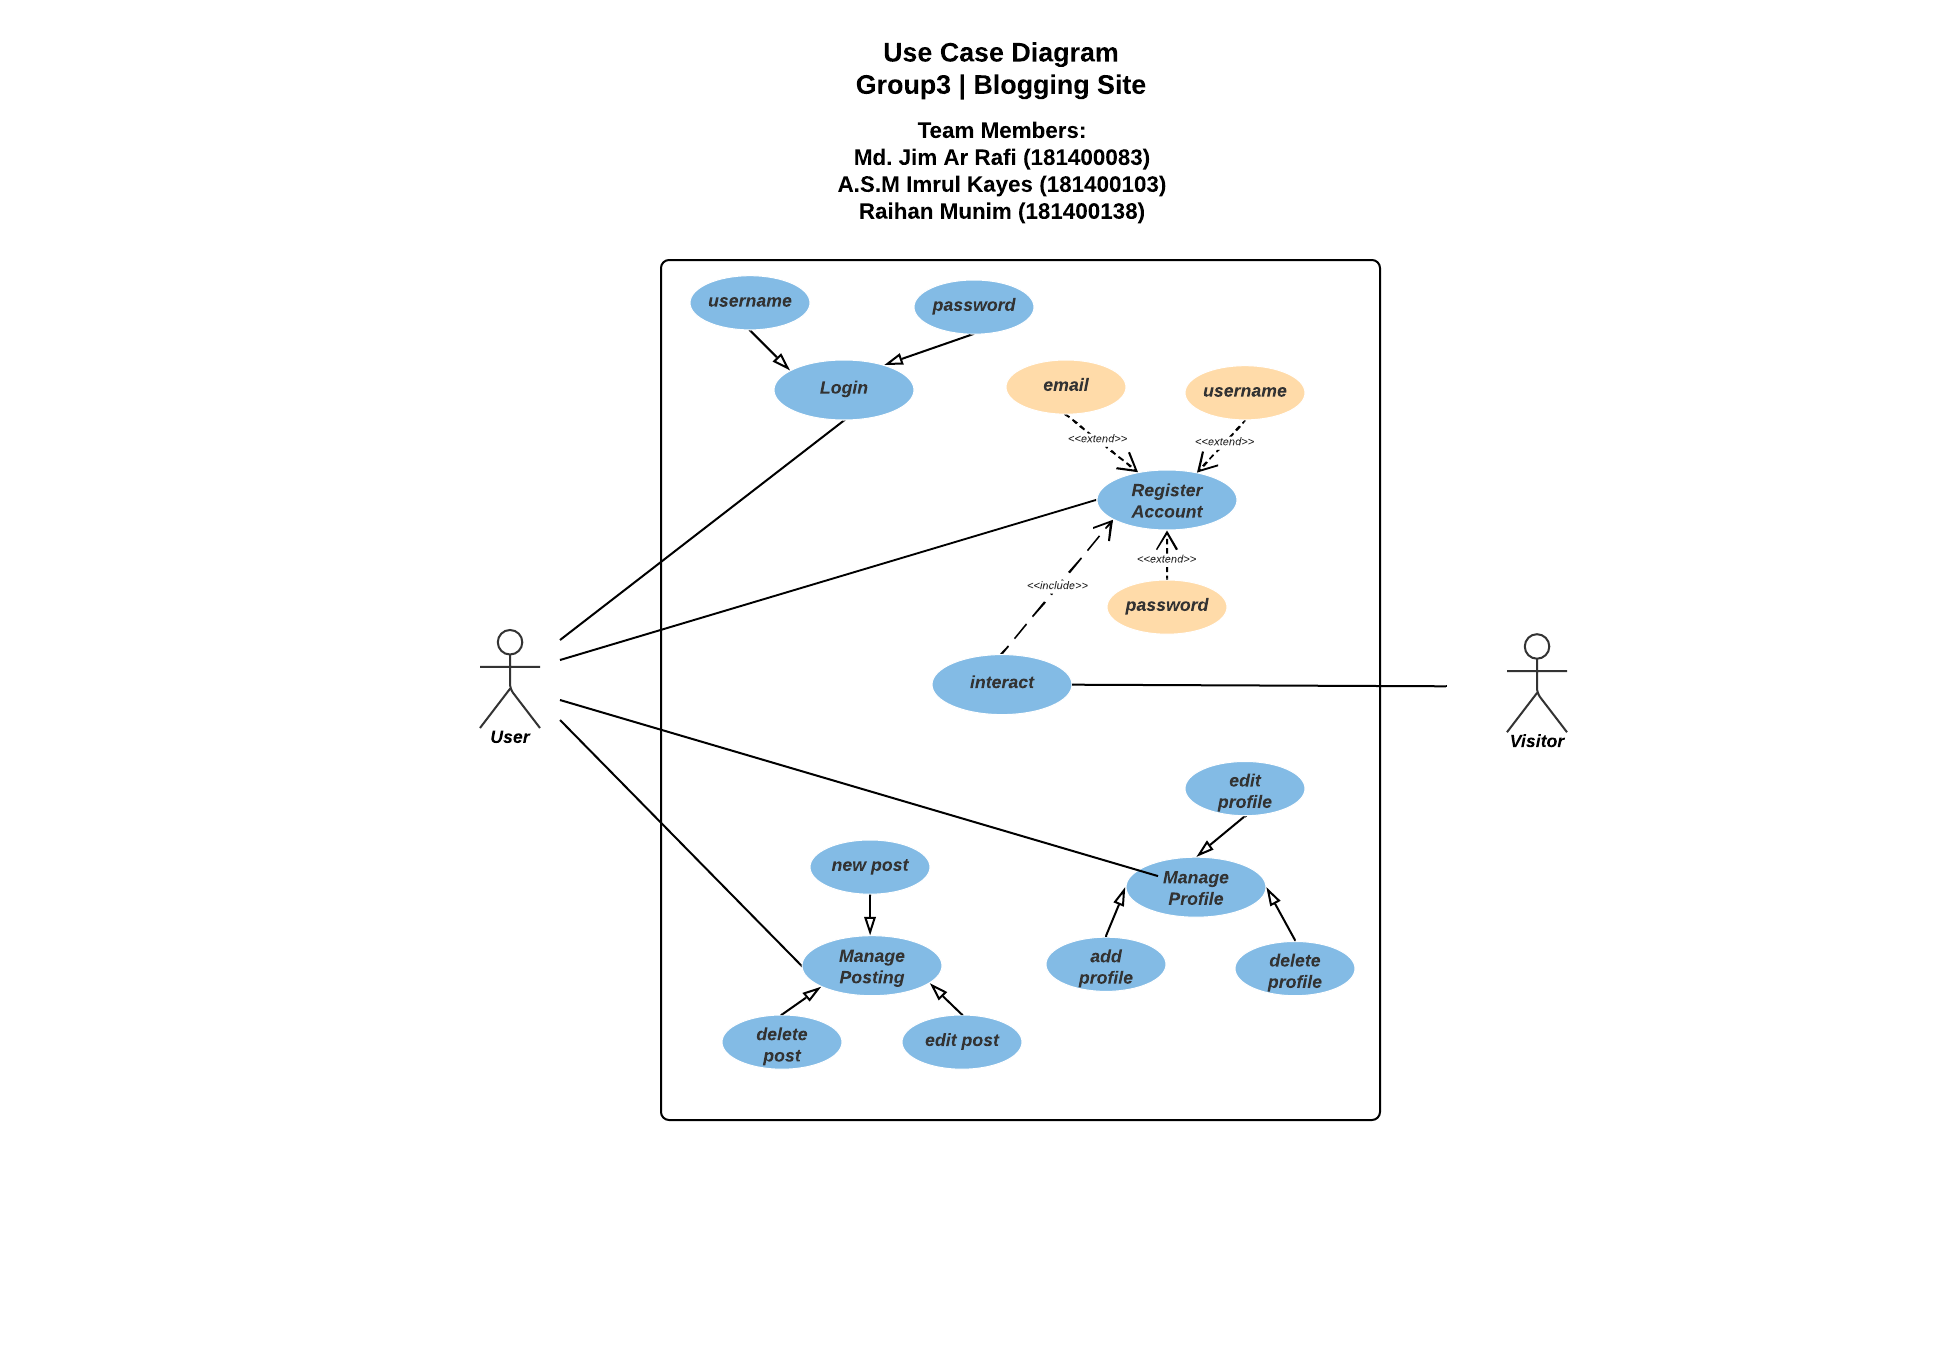 Use Case Diagram
Group3 | Blogging Site
Team Members:
Md. Jim Ar Rafi (181400083)
A.S.M Imrul Kayes (181400103)
Raihan Munim (181400138)
username
password
Login
email
username
<<extend>>
<<extend>>
Register
Account
<<extend>>
<<include>>
password
interact
User
Visitor
edit
profile
new post
Manage
Profile
Manage
Posting
add
profile
delete
profile
delete
post
edit post